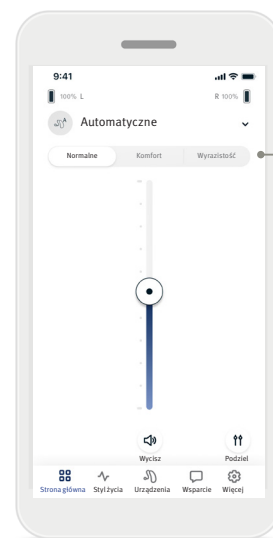 9:41
100% L R 100%
Automatyczne
Normalne Komfort Wyrazistość
Wycisz Podziel
Strona główna Styl życia Urządzenia Wsparcie Więcej